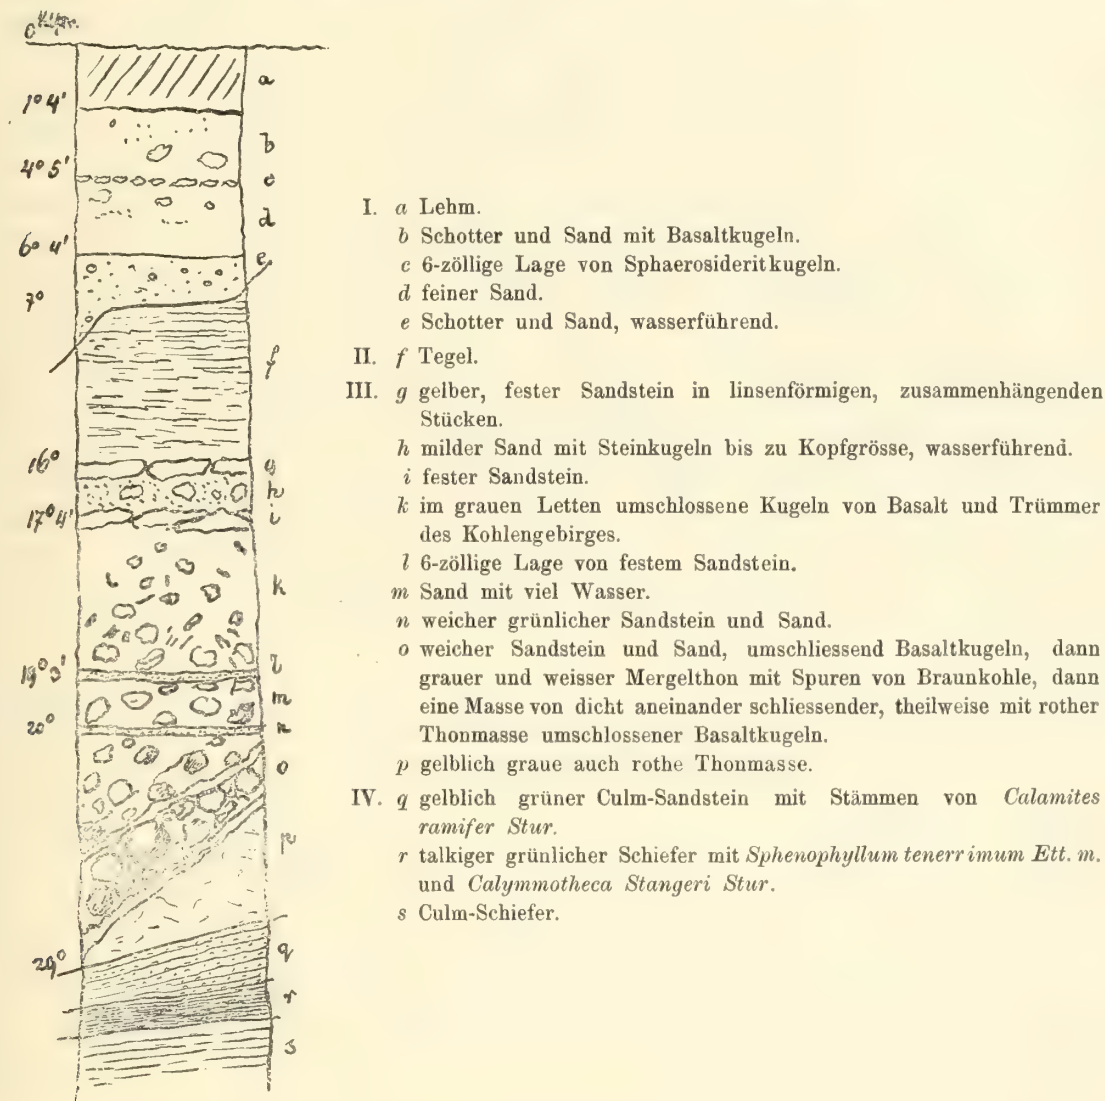 0 Klftr.
a
1° 4'
b
4° 5'
c
d
6° 4'
e
7°
f
16°
g
h
17° 4'
i
k
19° 3'
l
m
20°
n
o
p
29°
q
r
s
I. a Lehm.
b Schotter und Sand mit Basaltkugeln.
c 6-zöllige Lage von Sphaerosideritkugeln.
d feiner Sand.
e Schotter und Sand, wasserführend.
II. f Tegel.
III. g gelber, fester Sandstein in linsenförmigen, zusammenhängenden
Stücken.
h milder Sand mit Steinkugeln bis zu Kopfgrösse, wasserführend.
i fester Sandstein.
k im grauen Letten umschlossene Kugeln von Basalt und Trümmer
des Kohlengebirges.
l 6-zöllige Lage von festem Sandstein.
m Sand mit viel Wasser.
n weicher grünlicher Sandstein und Sand.
o weicher Sandstein und Sand, umschliessend Basaltkugeln, dann
grauer und weisser Mergelthon mit Spuren von Braunkohle, dann
eine Masse von dicht aneinander schliessender, theilweise mit rother
Thonmasse umschlossener Basaltkugeln.
p gelblich graue auch rothe Thonmasse.
IV. q gelblich grüner Culm-Sandstein mit Stämmen von Calamites
ramifer Stur.
r talkiger grünlicher Schiefer mit Sphenophyllum tenerrimum Ett. m.
und Calymmotheca Stangeri Stur.
s Culm-Schiefer.